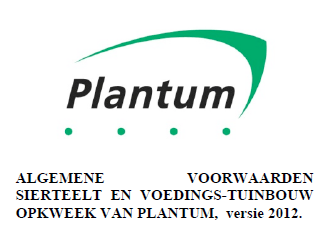 Plantum
ALGEMENE VOORWAARDEN
SIERTEELT EN VOEDINGS-TUINBOUW
OPKWEEK VAN PLANTUM, versie 2012.